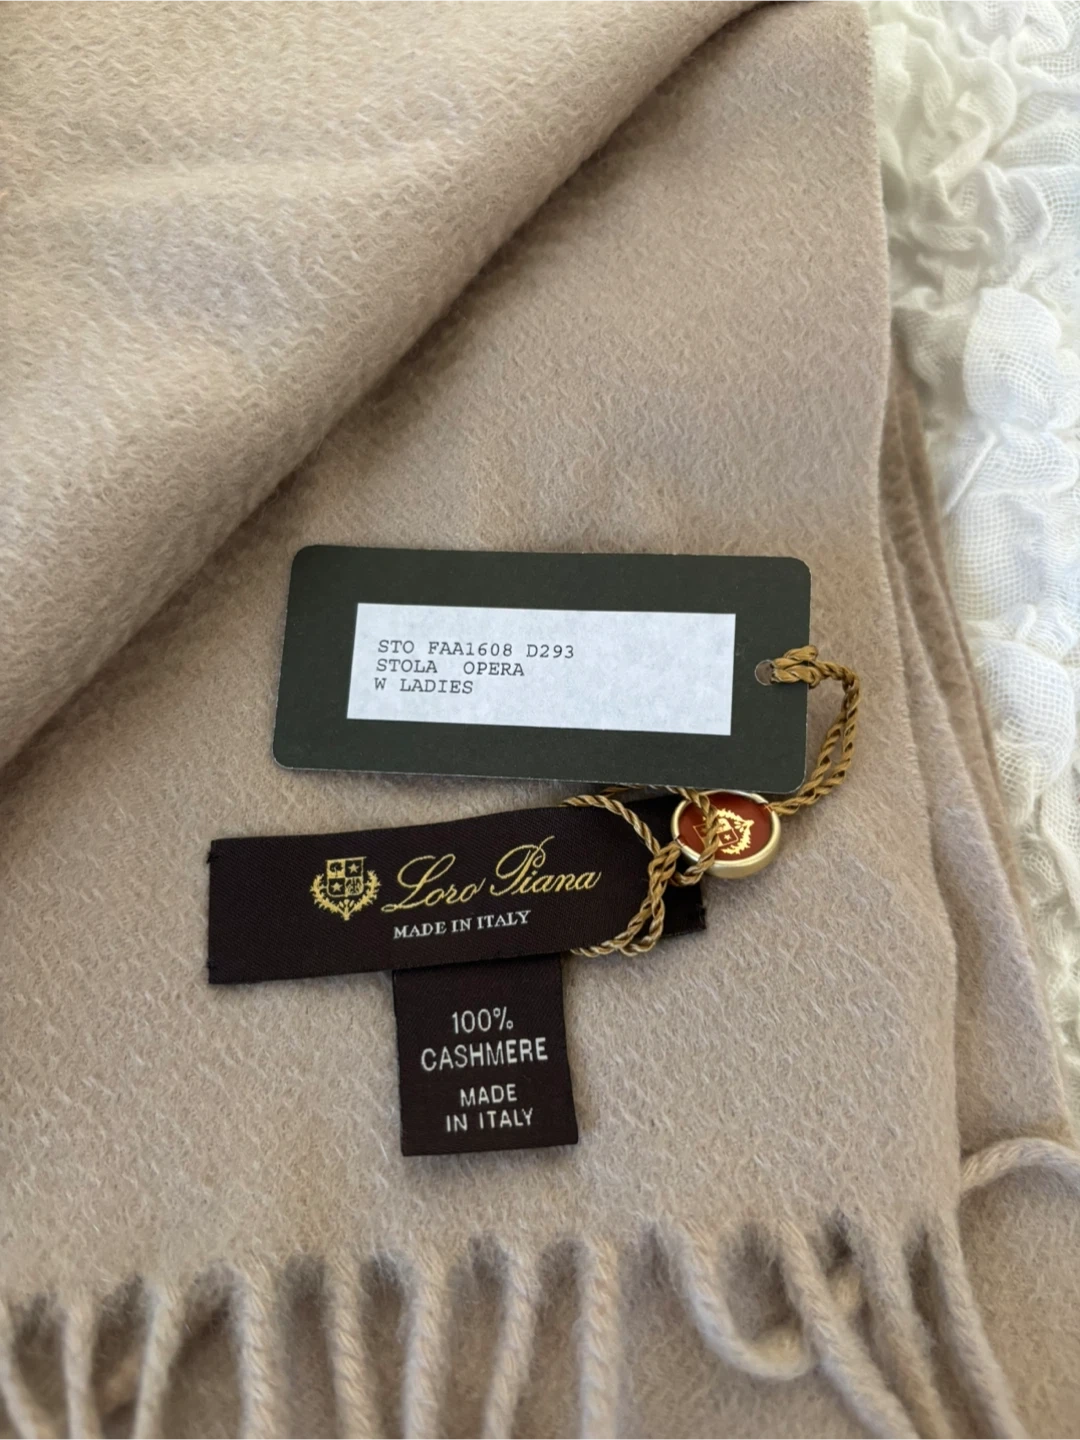 STO FAA1608 D293
STOLA OPERA
W LADIES
Loro Piana
MADE IN ITALY
100%
CASHMERE
MADE
IN ITALY